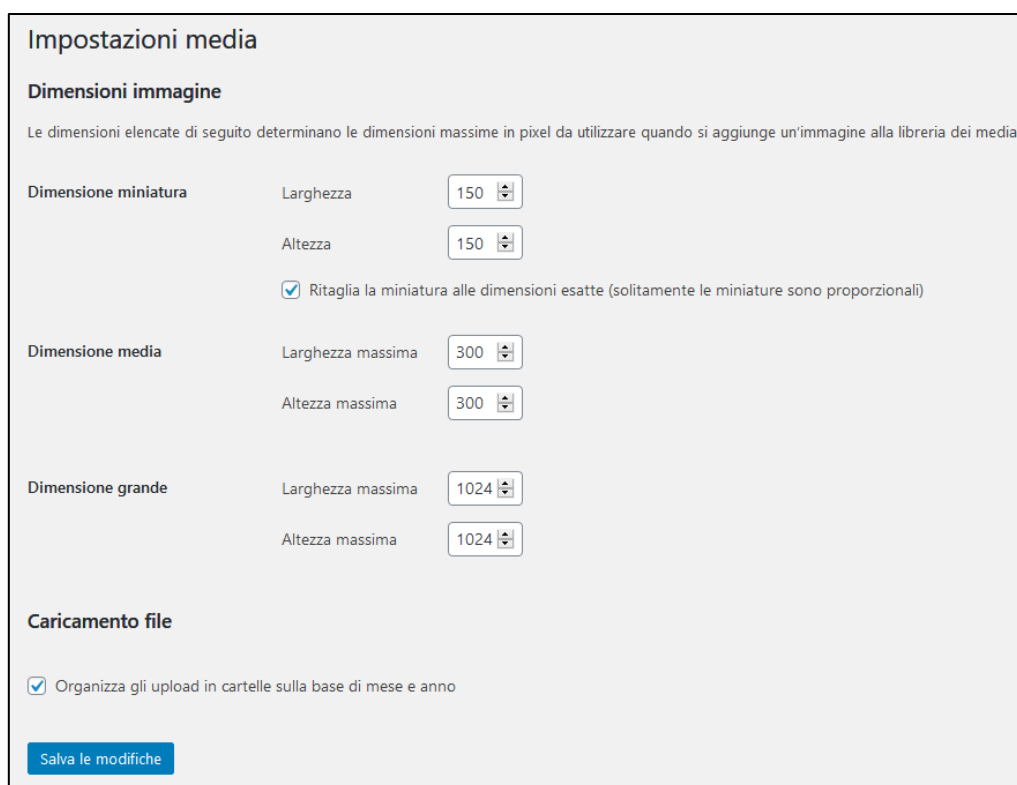 Impostazioni media
Dimensioni immagine
Le dimensioni elencate di seguito determinano le dimensioni massime in pixel da utilizzare quando si aggiunge un'immagine alla libreria dei media
Dimensione miniatura Larghezza 150
Altezza 150
Ritaglia la miniatura alle dimensioni esatte (solitamente le miniature sono proporzionali)
Dimensione media Larghezza massima 300
Altezza massima 300
Dimensione grande Larghezza massima 1024
Altezza massima 1024
Caricamento file
Organizza gli upload in cartelle sulla base di mese e anno
Salva le modifiche